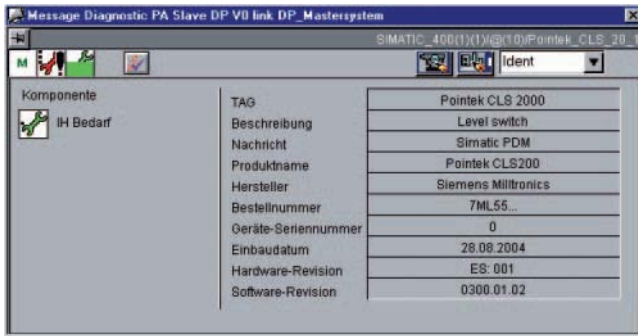 Message Diagnostic PA Slave DP V0 link DP_Mastersystem
SIMATIC_400(1)(1)/@(10)/Pointek_CLS_20_1
M Ident
Komponente
IH Bedarf
TAG Pointek CLS 2000
Beschreibung Level switch
Nachricht Simatic PDM
Produktname Pointek CLS200
Hersteller Siemens Milltronics
Bestellnummer 7ML55...
Geräte-Seriennummer 0
Einbaudatum 28.08.2004
Hardware-Revision ES: 001
Software-Revision 0300.01.02